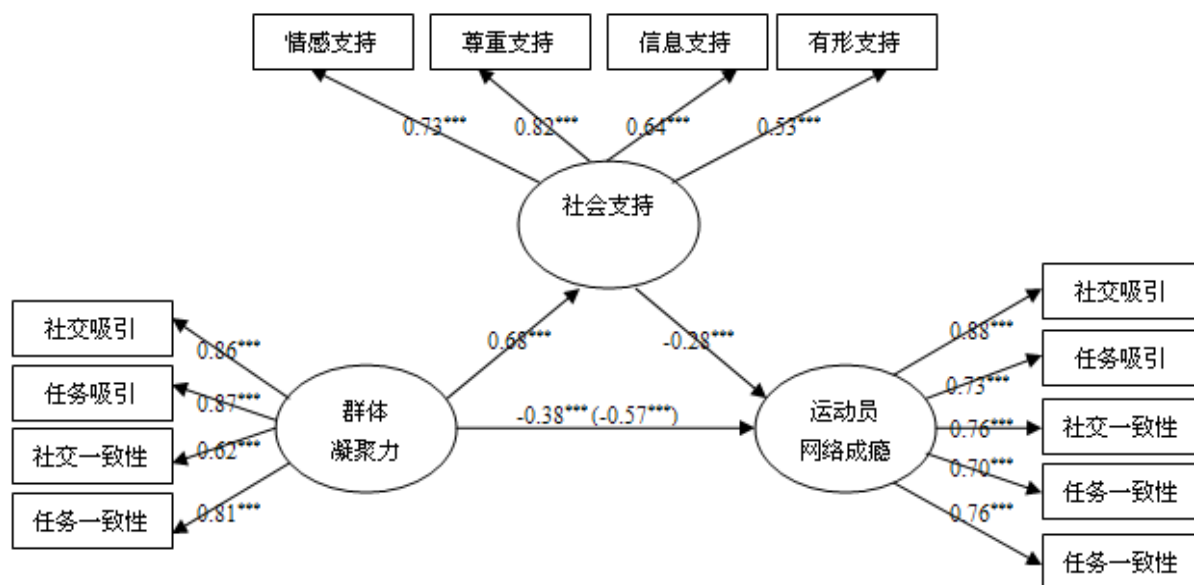 情感支持
尊重支持
信息支持
有形支持
0.73***
0.82***
0.64***
0.53***
社会支持
社交吸引
任务吸引
社交一致性
任务一致性
0.86***
0.87***
0.62***
0.81***
群体
凝聚力
0.68***
-0.28***
-0.38***(-0.57***)
运动员
网络成瘾
0.88***
0.73***
0.76***
0.70***
0.76***
社交吸引
任务吸引
社交一致性
任务一致性
任务一致性